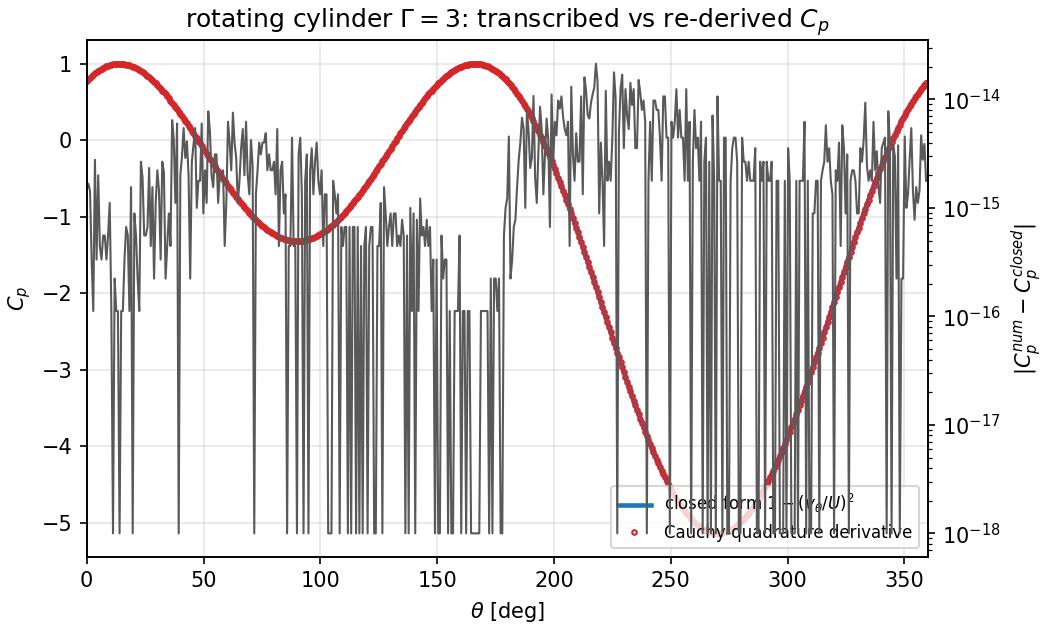 rotating cylinder Γ = 3: transcribed vs re-derived C_p
1
0
−1
−2
−3
−4
−5
C_p
10^−14
10^−15
10^−16
10^−17
10^−18
|C_p^num − C_p^closed|
closed form 1 − (v_θ/U)^2
Cauchy-quadrature derivative
0 50 100 150 200 250 300 350
θ [deg]